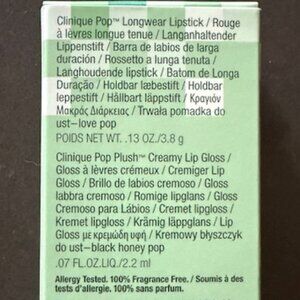 Clinique Pop™ Longwear Lipstick / Rouge
à lèvres longue tenue / Langanhaltender
Lippenstift / Barra de labios de larga
duración / Rossetto a lunga tenuta /
Langhoudende lipstick / Batom de Longa
Duração / Holdbar læbestift / Holdbar
leppestift / Hållbart läppstift / Κραγιόν
Μακράς Διάρκειας / Trwała pomadka do
ust–love pop
POIDS NET WT. .13 OZ./3.8 g
Clinique Pop Plush™ Creamy Lip Gloss /
Gloss à lèvres crémeux / Cremiger Lip
Gloss / Brillo de labios cremoso / Gloss
labbra cremoso / Romige lipgloss / Gloss
Cremoso para Lábios / Cremet lipgloss /
Kremet lipgloss / Krämig läppglans / Lip
Gloss με κρεμώδη υφή / Kremowy błyszczyk
do ust–black honey pop
.07 FL.OZ.LIQ./2.2 ml
Allergy Tested. 100% Fragrance Free. / Soumis à des
tests d'allergie. 100% sans parfum.